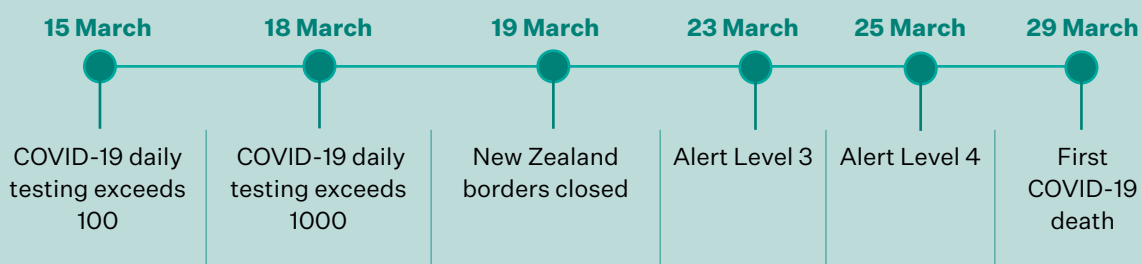 15 March
18 March
19 March
23 March
25 March
29 March
COVID-19 daily
testing exceeds
100
COVID-19 daily
testing exceeds
1000
New Zealand
borders closed
Alert Level 3
Alert Level 4
First
COVID-19
death